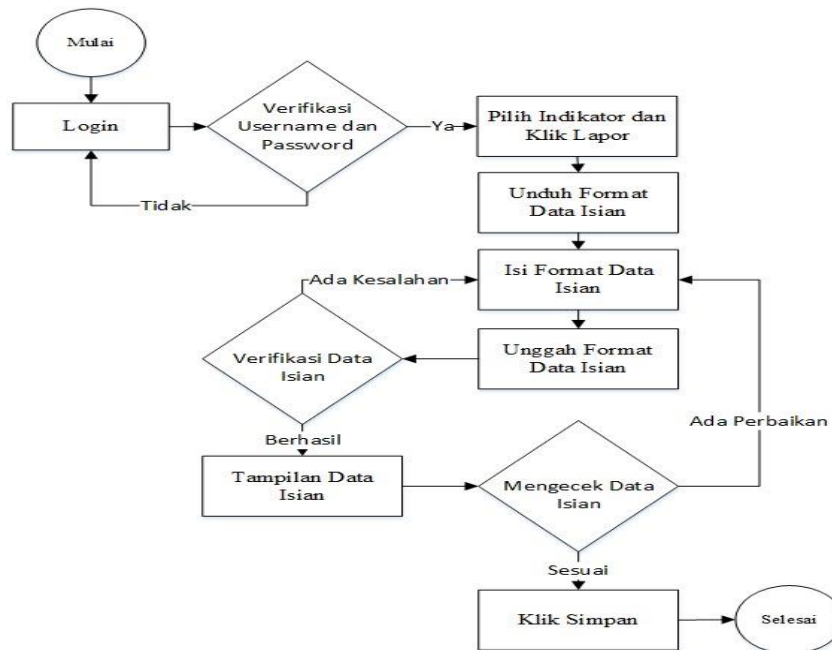 Mulai
Login
Verifikasi
Username dan
Password
Ya
Pilih Indikator dan
Klik Lapor
Tidak
Unduh Format
Data Isian
Ada Kesalahan
Isi Format Data
Isian
Verifikasi Data
Isian
Unggah Format
Data Isian
Ada Perbaikan
Berhasil
Tampilan Data
Isian
Mengecek Data
Isian
Sesuai
Klik Simpan
Selesai